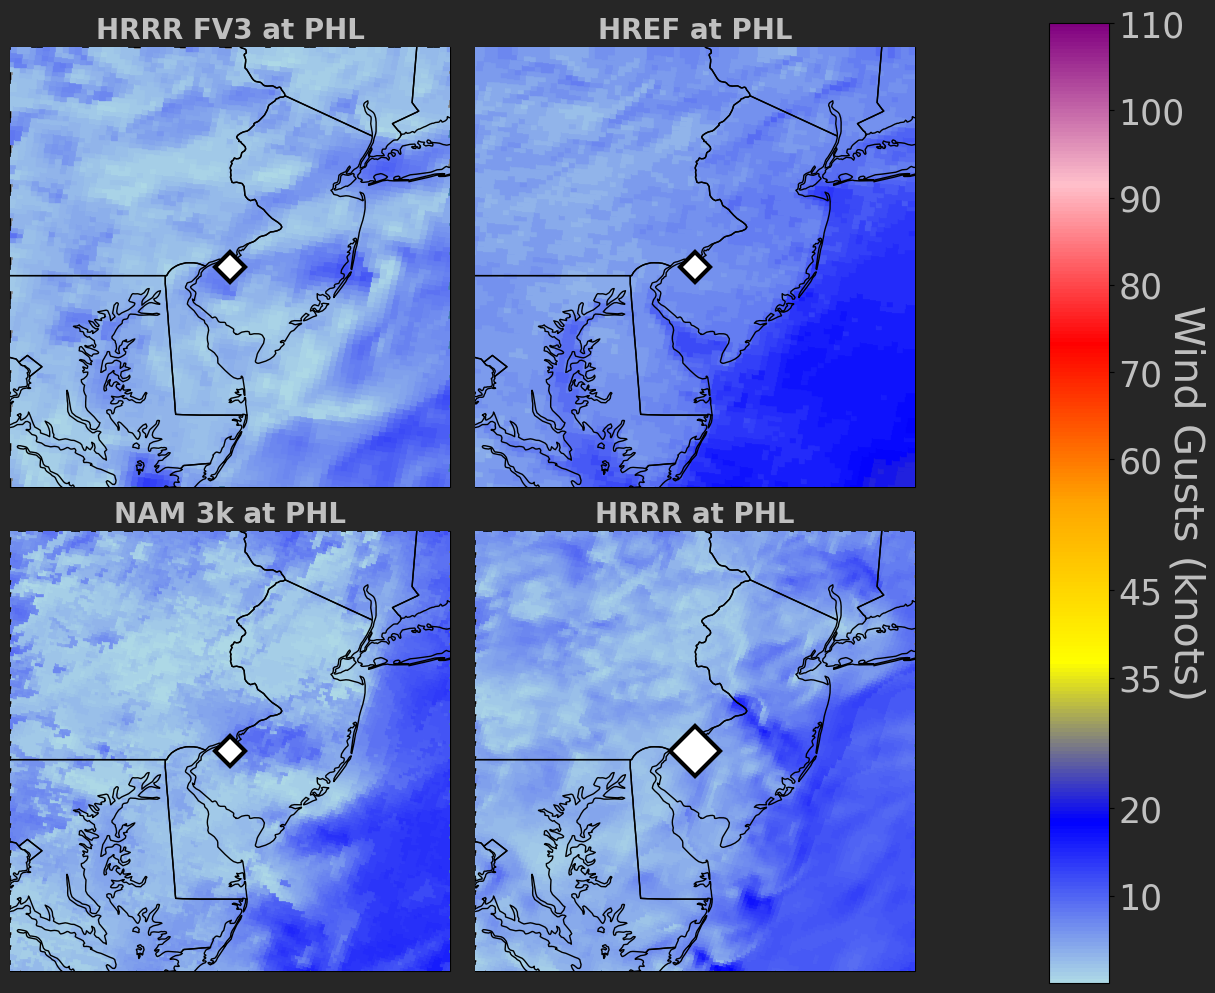 HRRR FV3 at PHL
HREF at PHL
NAM 3k at PHL
HRRR at PHL
110
100
90
80
70
60
45
35
20
10
Wind Gusts (knots)